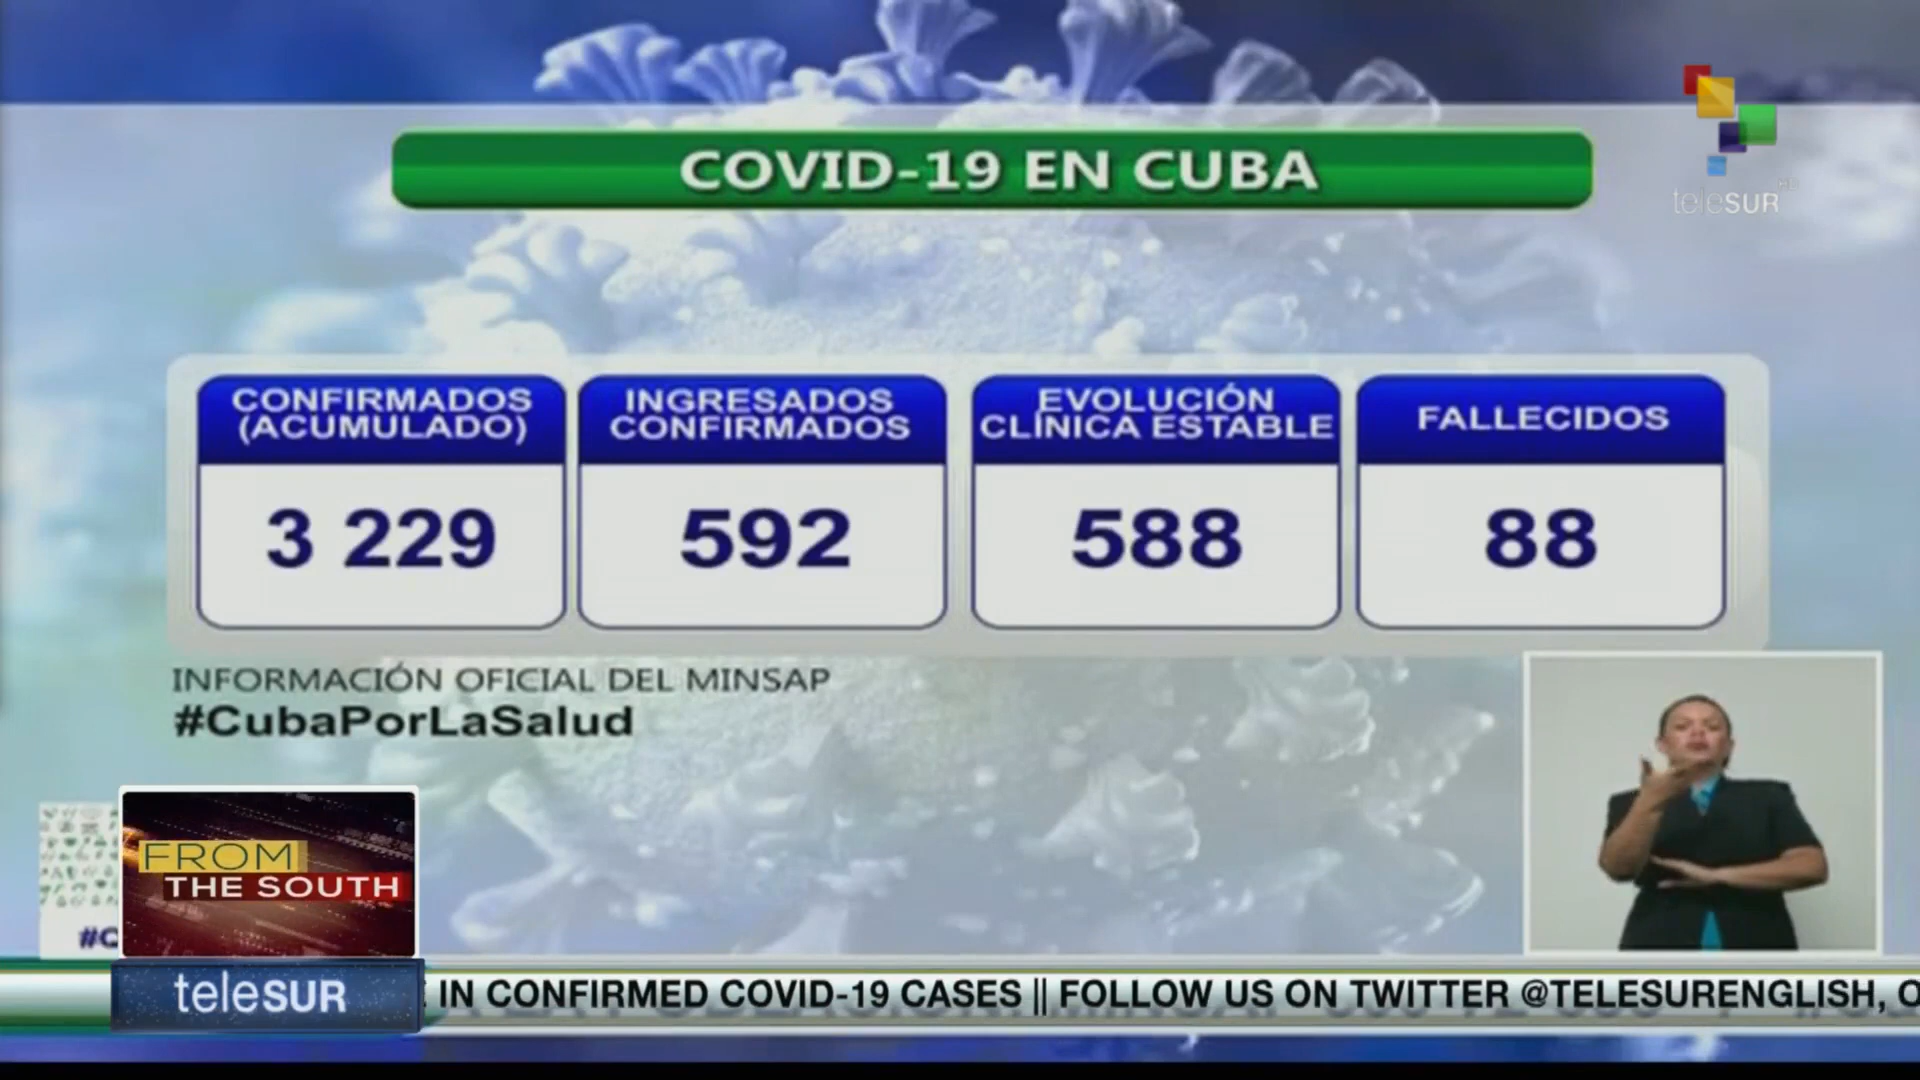 COVID-19 EN CUBA
teleSUR HD
CONFIRMADOS
(ACUMULADO)
3 229
INGRESADOS
CONFIRMADOS
592
EVOLUCIÓN
CLÍNICA ESTABLE
588
FALLECIDOS
88
INFORMACIÓN OFICIAL DEL MINSAP
#CubaPorLaSalud
FROM
THE SOUTH
#C
teleSUR
IN CONFIRMED COVID-19 CASES || FOLLOW US ON TWITTER @TELESURENGLISH, O